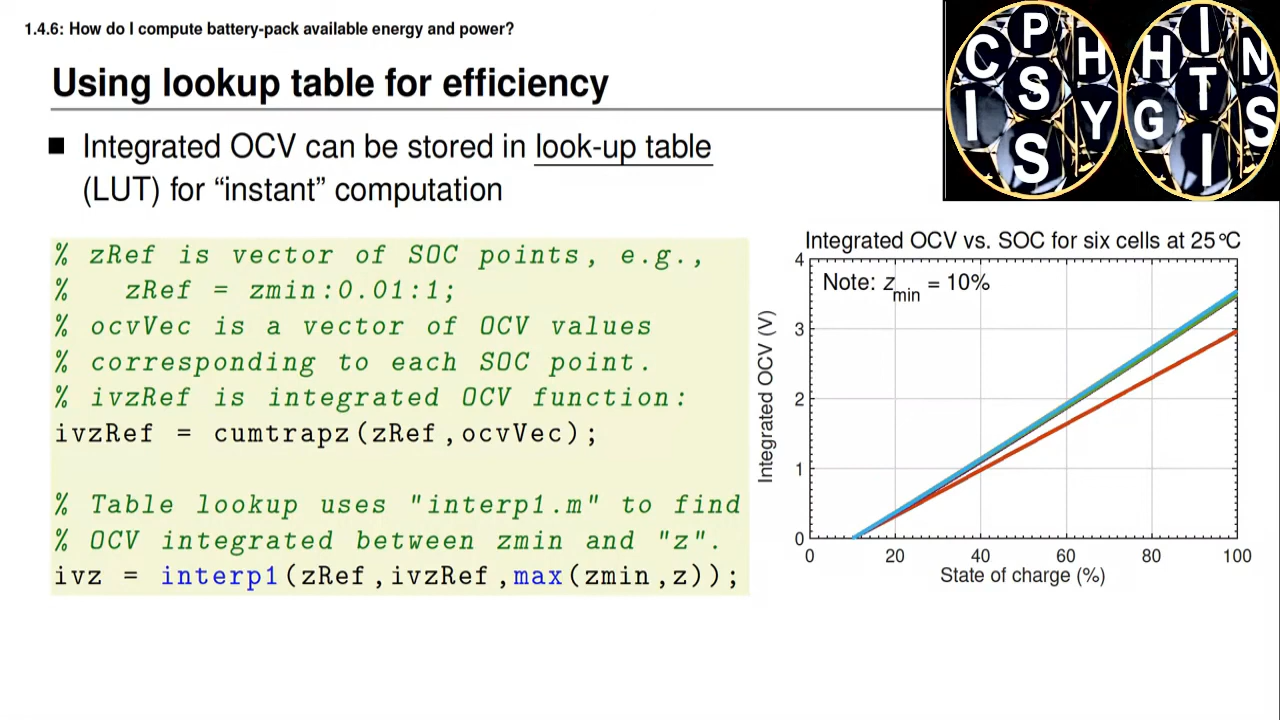 1.4.6: How do I compute battery-pack available energy and power?
Using lookup table for efficiency
■ Integrated OCV can be stored in look-up table
(LUT) for “instant” computation
% zRef is vector of SOC points, e.g.,
% zRef = zmin:0.01:1;
% ocvVec is a vector of OCV values
% corresponding to each SOC point.
% ivzRef is integrated OCV function:
ivzRef = cumtrapz(zRef,ocvVec);
% Table lookup uses "interp1.m" to find
% OCV integrated between zmin and "z".
ivz = interp1(zRef,ivzRef,max(zmin,z));
C P H
S
I S Y
H I N
T
G I S
Integrated OCV vs. SOC for six cells at 25°C
Note: zmin = 10%
Integrated OCV (V)
4
3
2
1
0
0 20 40 60 80 100
State of charge (%)